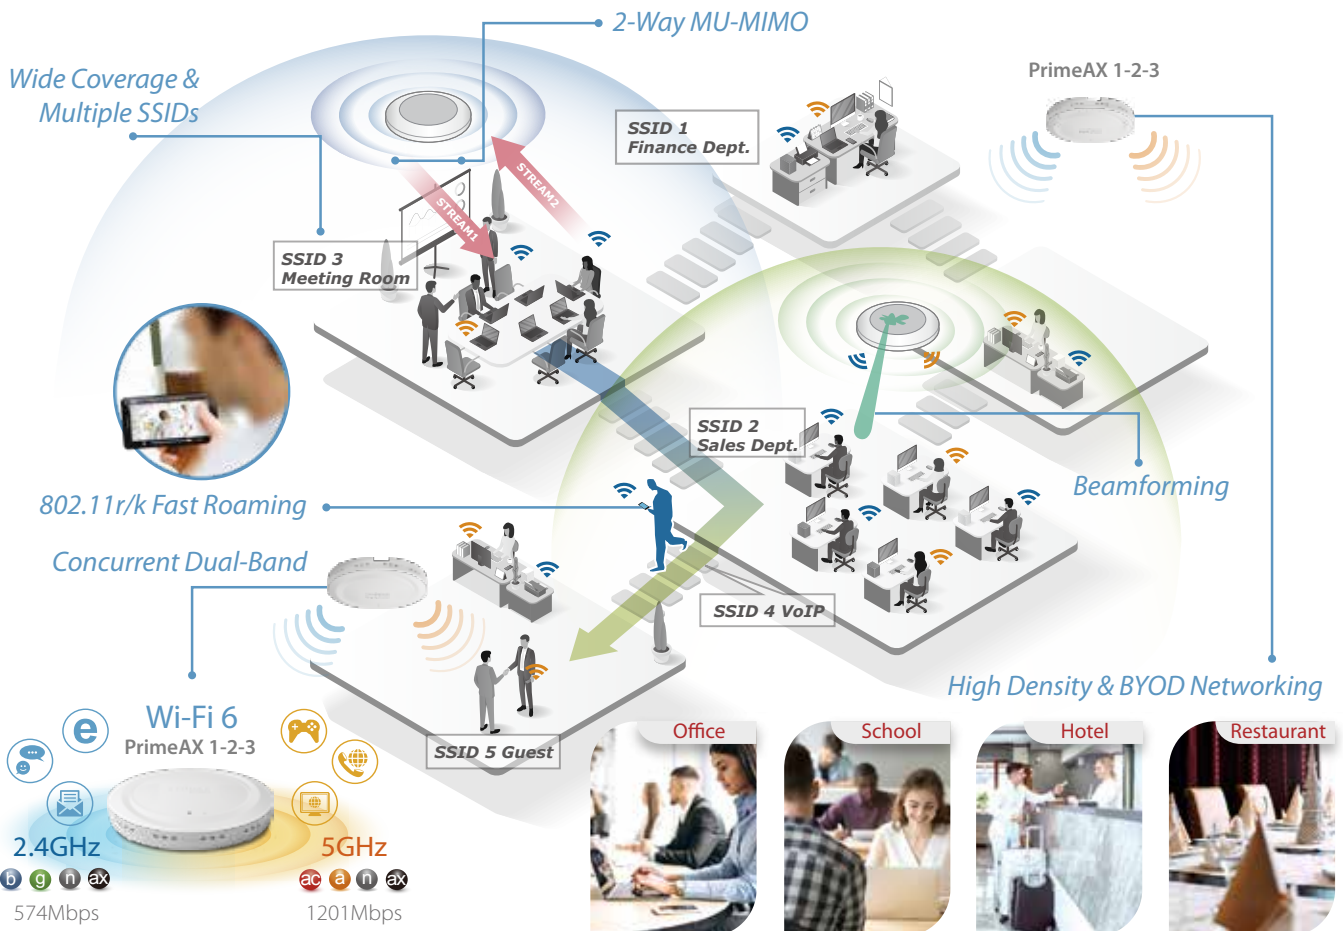 2-Way MU-MIMO
Wide Coverage &
Multiple SSIDs
PrimeAX 1-2-3
SSID 1
Finance Dept.
STREAM1
STREAM2
SSID 3
Meeting Room
SSID 2
Sales Dept.
Beamforming
802.11r/k Fast Roaming
Concurrent Dual-Band
SSID 4 VoIP
High Density & BYOD Networking
SSID 5 Guest
Wi-Fi 6
PrimeAX 1-2-3
e
2.4GHz
b g n ax
574Mbps
5GHz
ac a n ax
1201Mbps
Office
School
Hotel
Restaurant